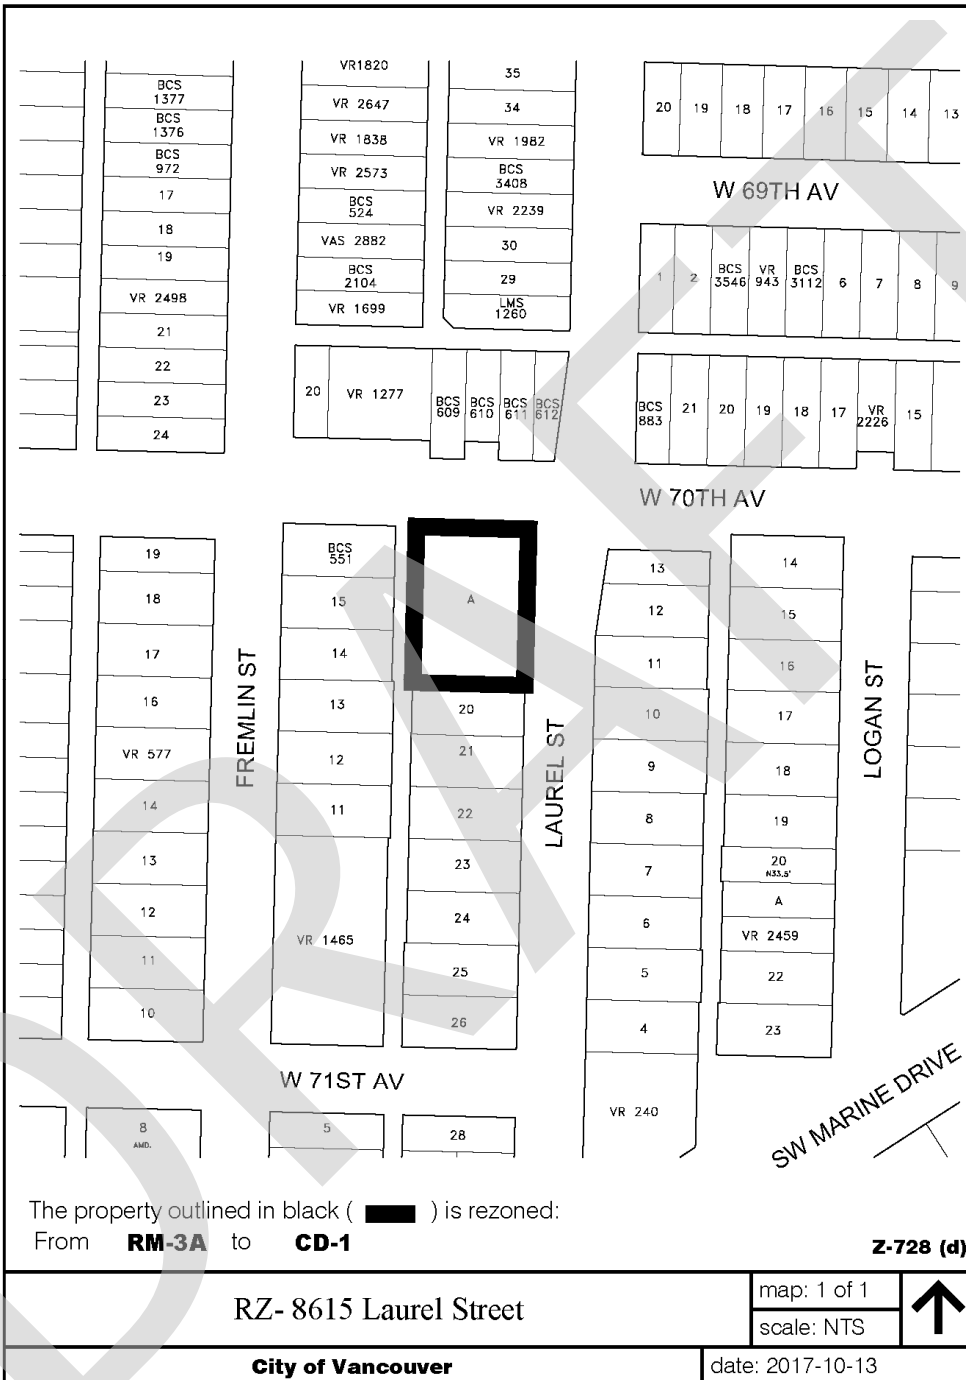 VR1820
35
BCS
1377
VR 2647
34
20 19 18 17 16 15 14 13
BCS
1376
VR 1838
VR 1982
BCS
972
VR 2573
BCS
3408
W 69TH AV
17
BCS
524
VR 2239
18
VAS 2882
30
19
BCS
2104
29
1 2 BCS
3546 VR
943 BCS
3112 6 7 8 9
VR 2498
VR 1699
LMS
1260
21
22
23
24
20
VR 1277
BCS
609
BCS
610
BCS
611
BCS
612
BCS
883
21 20 19 18 17
VR
2226
15
W 70TH AV
19
18
17
16
VR 577
14
13
12
11
10
FREMLIN ST
BCS
551
15
14
13
12
11
VR 1465
A
20
21
22
23
24
25
26
LAUREL ST
13
12
11
10
9
8
7
6
5
4
VR 240
14
15
16
17
18
19
20
N33.5'
A
VR 2459
22
23
LOGAN ST
SW MARINE DRIVE
W 71ST AV
8
AMD.
5
28
The property outlined in black ( ) is rezoned:
From RM-3A to CD-1
Z-728 (d)
RZ- 8615 Laurel Street
map: 1 of 1
scale: NTS
City of Vancouver
date: 2017-10-13
DRAFT